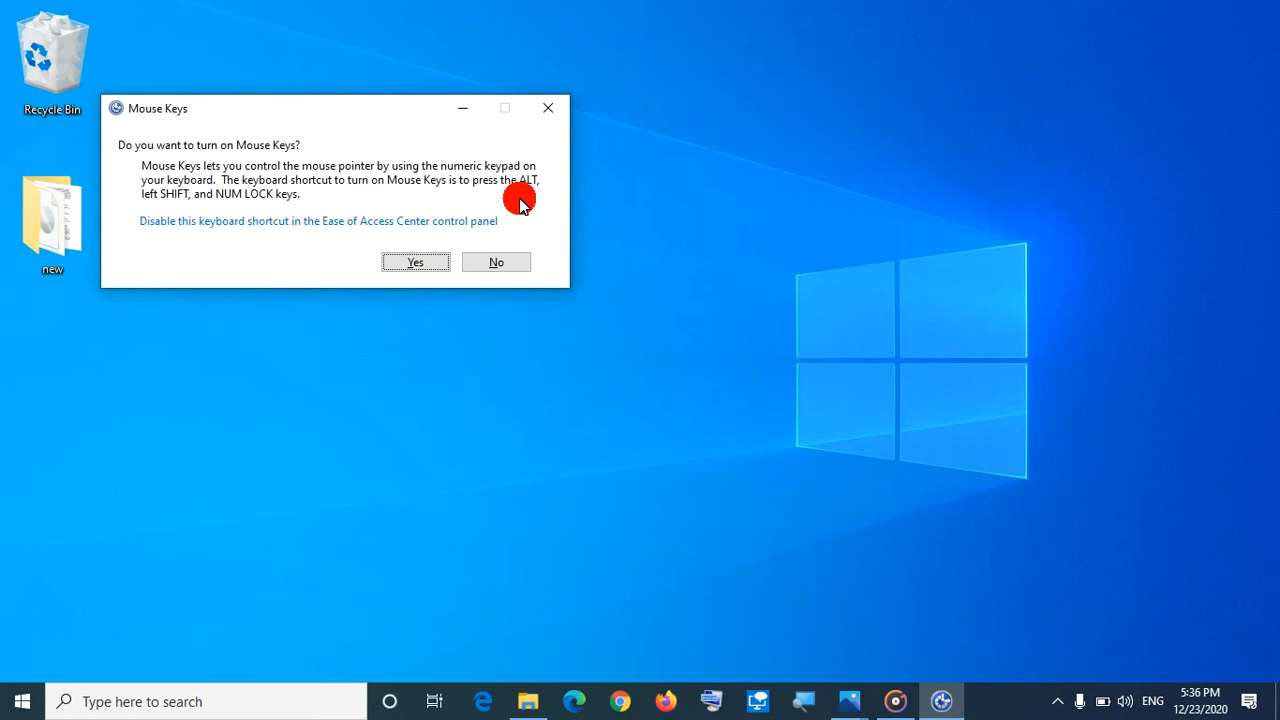 Recycle Bin
new
Mouse Keys
Do you want to turn on Mouse Keys?
Mouse Keys lets you control the mouse pointer by using the numeric keypad on
your keyboard.  The keyboard shortcut to turn on Mouse Keys is to press the ALT,
left SHIFT, and NUM LOCK keys.
Disable this keyboard shortcut in the Ease of Access Center control panel
Yes No
Type here to search
ENG
5:36 PM
12/23/2020